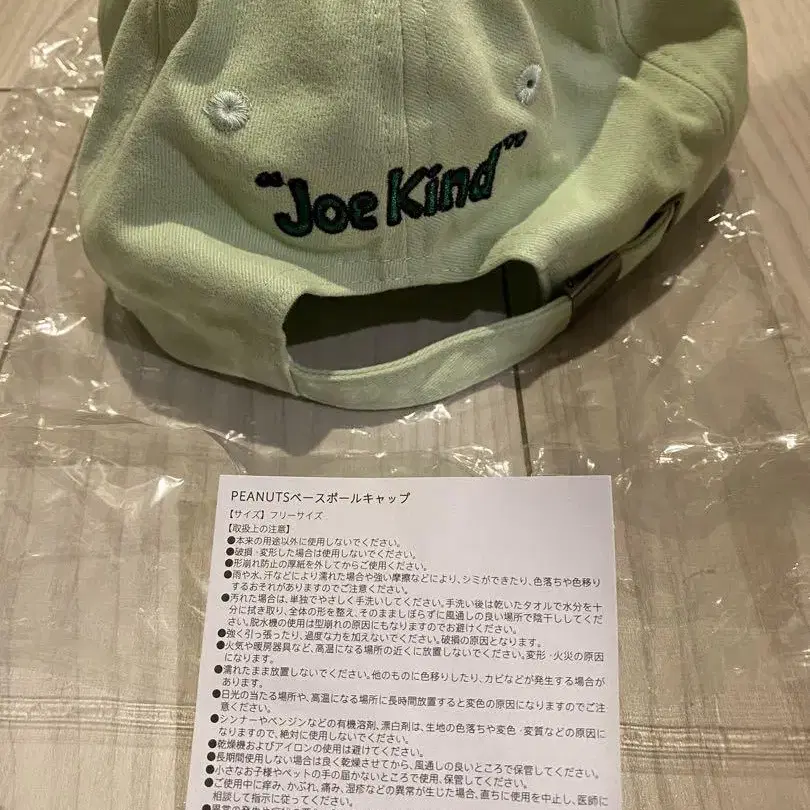 “Joe Kind”
PEANUTSベースボールキャップ
【サイズ】フリーサイズ
【取扱上の注意】
●本来の用途以外に使用しないでください。
●破損・変形した場合は使用しないでください。
●形崩れ防止の厚紙を外してからご使用ください。
●雨や水、汗などにより濡れた場合や強い摩擦などにより、シミができたり、色落ちや色移り
するおそれがありますのでご注意ください。
●汚れた場合は、単独でやさしく手洗いしてください。手洗い後は乾いたタオルで水分を十
分に拭き取り、全体の形を整え、そのまましぼらずに風通しの良い場所で陰干ししてくだ
さい。脱水機の使用は型崩れの原因にもなりますのでお避けください。
●強く引っ張ったり、過度な力を加えないでください。破損の原因となります。
●火気や暖房器具など、高温になる場所の近くに放置しないでください。変形・火災の原因
になります。
●濡れたまま放置しないでください。他のものに色移りしたり、カビなどが発生する場合が
あります。
●日光の当たる場所や、高温になる場所に長時間放置すると変色の原因になりますのでご注
意ください。
●シンナーやベンジンなどの有機溶剤、漂白剤は、生地の色落ちや変色・変質などの原因に
なりますので、絶対に使用しないでください。
●乾燥機およびアイロンの使用は避けてください。
●長期間使用しない場合は良く乾燥させてから、風通しの良いところで保管してください。
●小さなお子様やペットの手の届かないところで使用、保管してください。
●ご使用中に痒み、かぶれ、痛み、湿疹などの異常が生じた場合、直ちに使用を中止し、医師に
相談して指示に従ってください。